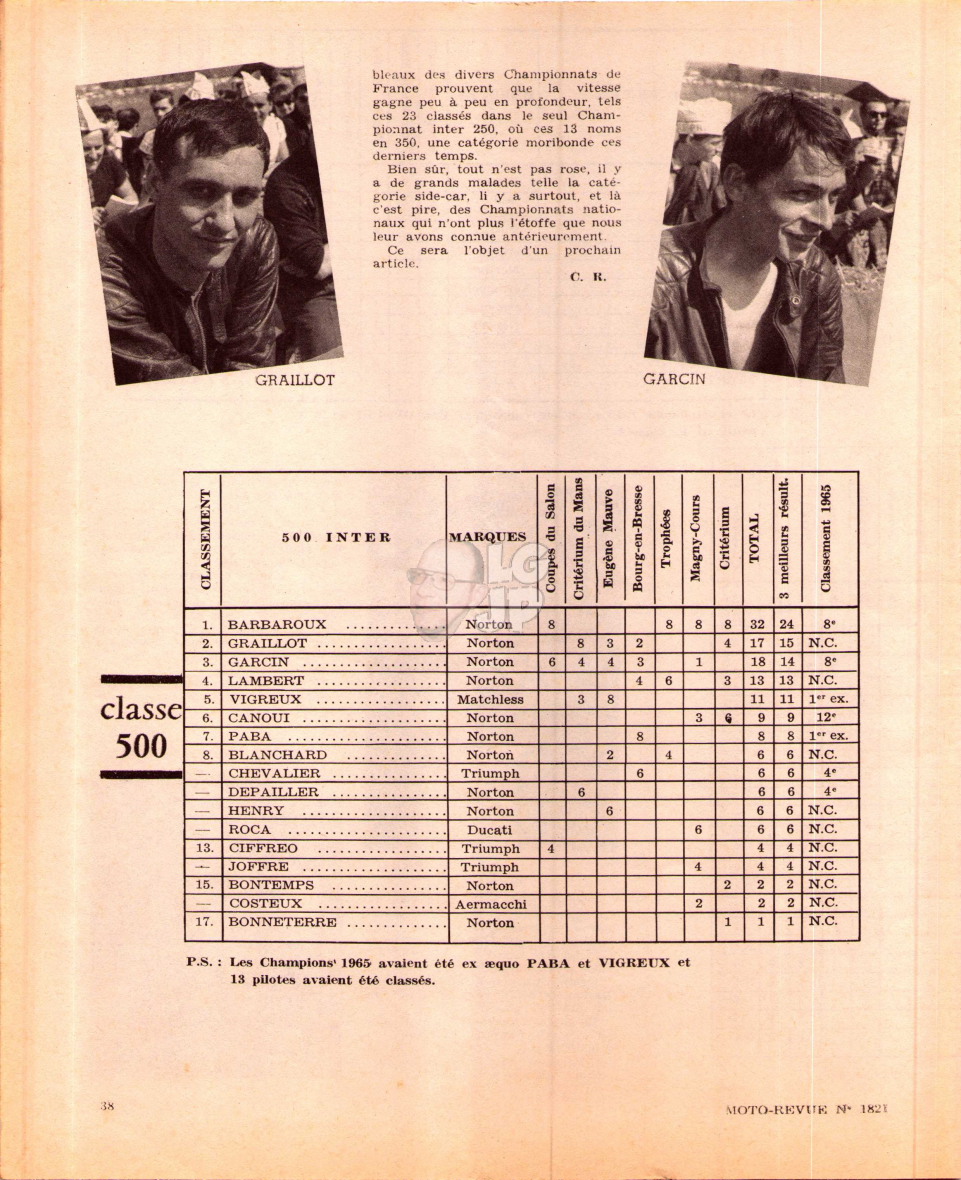 bleaux des divers Championnats de
France prouvent que la vitesse
gagne peu à peu en profondeur, tels
ces 23 classés dans le seul Cham-
pionnat inter 250, où ces 13 noms
en 350, une catégorie moribonde ces
derniers temps.
Bien sûr, tout n'est pas rose, il y
a de grands malades telle la caté-
gorie side-car, li y a surtout, et là
c'est pire, des Championnats natio-
naux qui n'ont plus l'étoffe que nous
leur avons connue antérieurement.
Ce sera l'objet d'un prochain
article.
C. R.
GRAILLOT
GARCIN
CLASSEMENT 500 INTER MARQUES Coupes du Salon Critérium du Mans Eugène Mauve Bourg-en-Bresse Trophées Magny-Cours Critérium TOTAL 3 meilleurs résult. Classement 1965
LG
JP
classe
500
1. BARBAROUX .............. Norton 8 8 8 8 32 24 8e
2. GRAILLOT .................. Norton 8 3 2 4 17 15 N.C.
3. GARCIN ...................... Norton 6 4 4 3 1 18 14 8e
4. LAMBERT .................. Norton 4 6 3 13 13 N.C.
5. VIGREUX .................... Matchless 3 8 11 11 1er ex.
6. CANOUI .................... Norton 3 6 9 9 12e
7. PABA ........................ Norton 8 8 8 1er ex.
8. BLANCHARD .............. Norton 2 4 6 6 N.C.
— CHEVALIER ................ Triumph 6 6 6 4e
— DEPAILLER ................ Norton 6 6 6 4e
— HENRY .................... Norton 6 6 6 N.C.
— ROCA ...................... Ducati 6 6 6 N.C.
13. CIFFREO .................. Triumph 4 4 4 N.C.
— JOFFRE .................... Triumph 4 4 4 N.C.
15. BONTEMPS ................ Norton 2 2 2 N.C.
— COSTEUX .................. Aermacchi 2 2 2 N.C.
17. BONNETERRE .............. Norton 1 1 1 N.C.
P.S. : Les Champions 1965 avaient été ex æquo PABA et VIGREUX et
13 pilotes avaient été classés.
38
MOTO-REVUE N° 1821